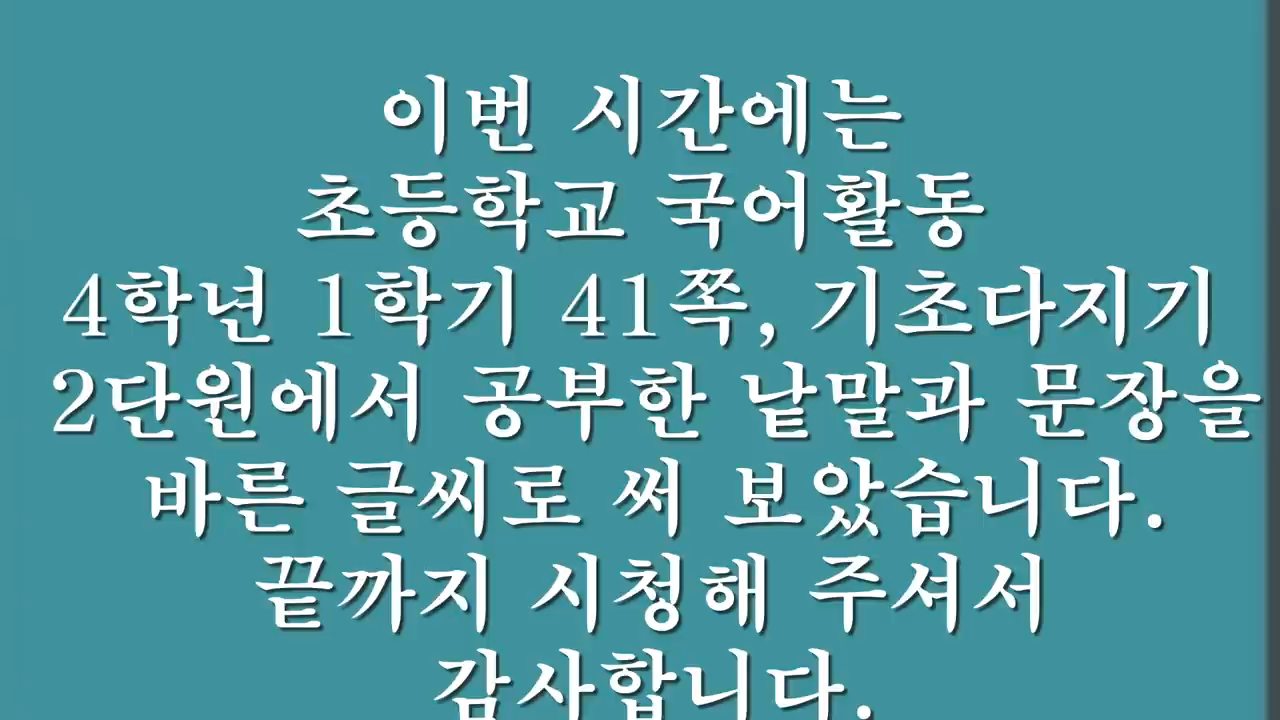 이번 시간에는
초등학교 국어활동
4학년 1학기 41쪽, 기초다지기
2단원에서 공부한 낱말과 문장을
바른 글씨로 써 보았습니다.
끝까지 시청해 주셔서
감사합니다.